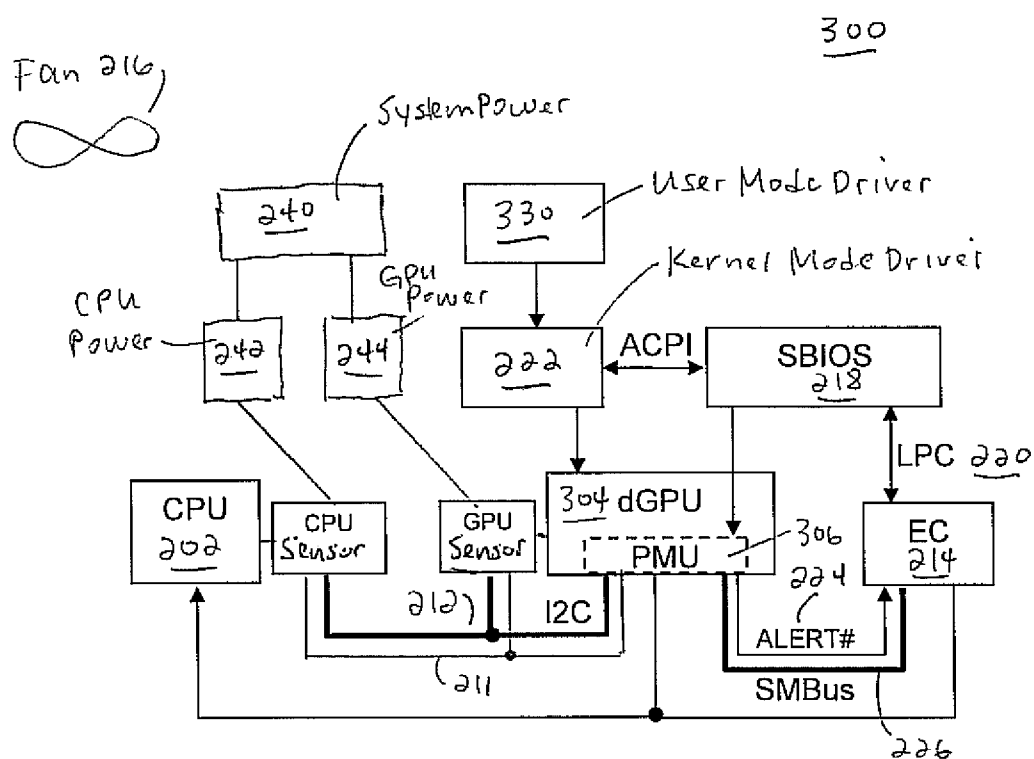 300
Fan 216
System Power
240
330
User Mode Driver
Kernel Mode Driver
CPU
Power
GPU
Power
242
244
222
ACPI
SBIOS
218
LPC 220
CPU
202
CPU
Sensor
GPU
Sensor
304 dGPU
PMU
306
EC
214
224
212
I2C
ALERT#
211
SMBus
226